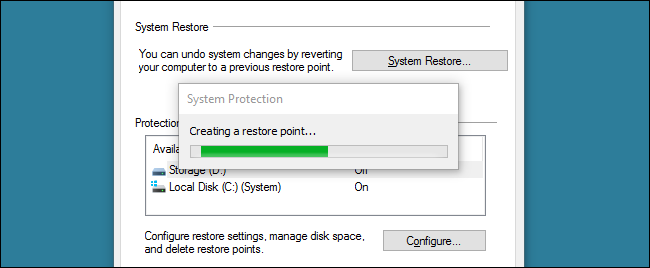 System Restore
You can undo system changes by reverting
your computer to a previous restore point.
System Restore...
System Protection
Creating a restore point...
Protection
Storage (D:)
Off
Local Disk (C:) (System)
On
Configure restore settings, manage disk space,
and delete restore points.
Configure...